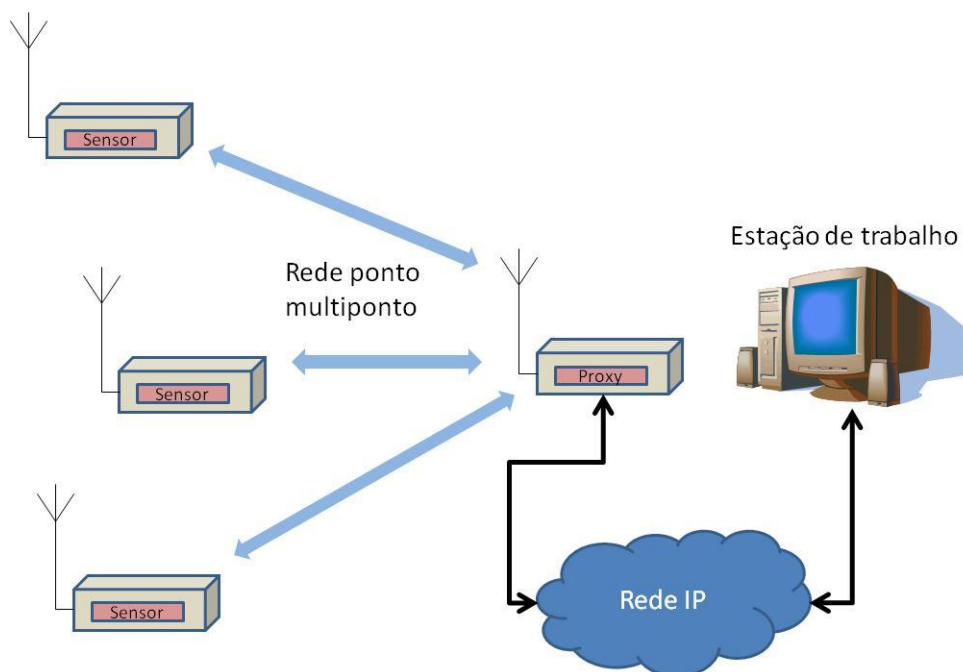 Sensor
Estação de trabalho
Rede ponto
multiponto
Proxy
Sensor
Sensor
Rede IP